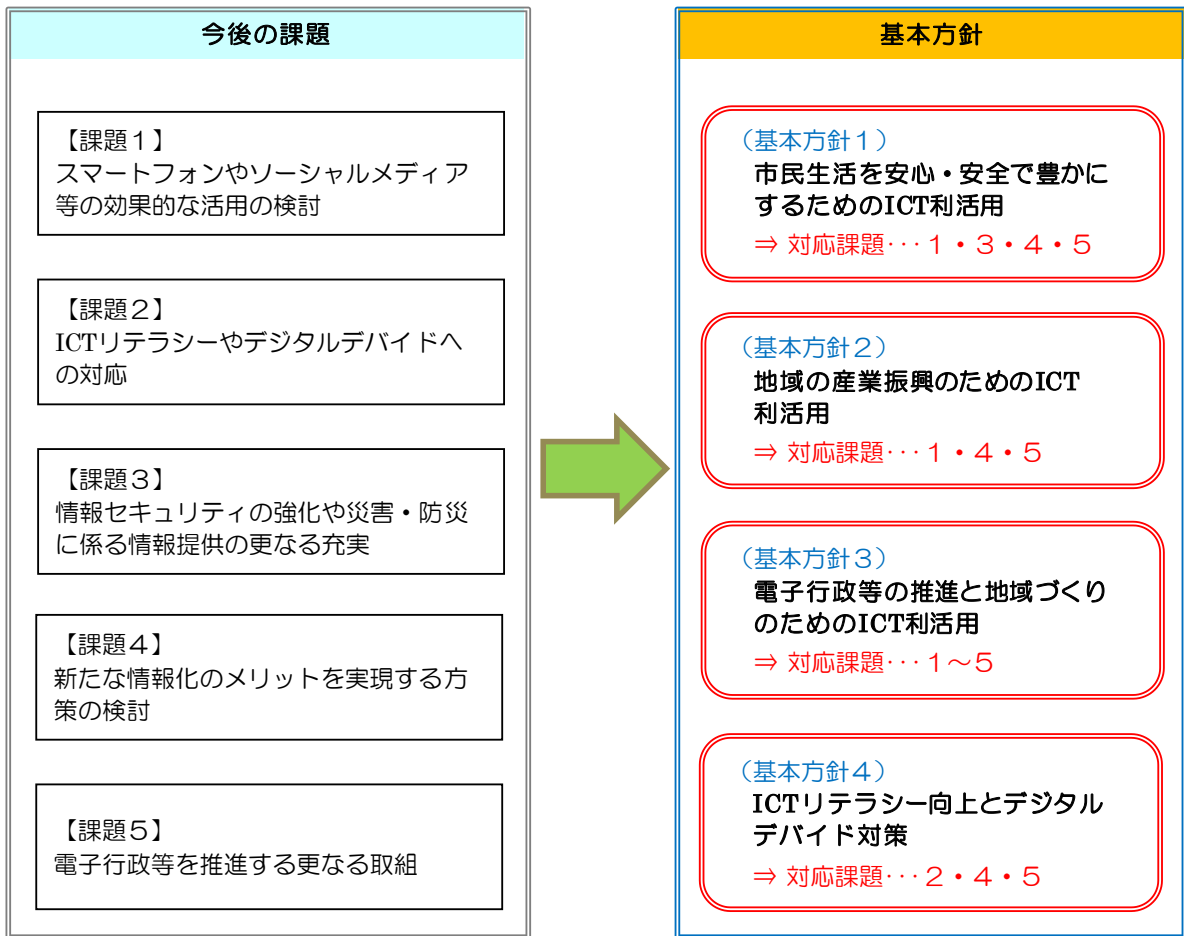 今後の課題
【課題１】
スマートフォンやソーシャルメディア
等の効果的な活用の検討
【課題２】
ICTリテラシーやデジタルデバイドへ
の対応
【課題３】
情報セキュリティの強化や災害・防災
に係る情報提供の更なる充実
【課題４】
新たな情報化のメリットを実現する方
策の検討
【課題５】
電子行政等を推進する更なる取組
基本方針
（基本方針１）
市民生活を安心・安全で豊かに
するためのICT利活用
⇒ 対応課題･･･１・３・４・５
（基本方針２）
地域の産業振興のためのICT
利活用
⇒ 対応課題･･･１・４・５
（基本方針３）
電子行政等の推進と地域づくり
のためのICT利活用
⇒ 対応課題･･･１～５
（基本方針４）
ICTリテラシー向上とデジタル
デバイド対策
⇒ 対応課題･･･２・４・５